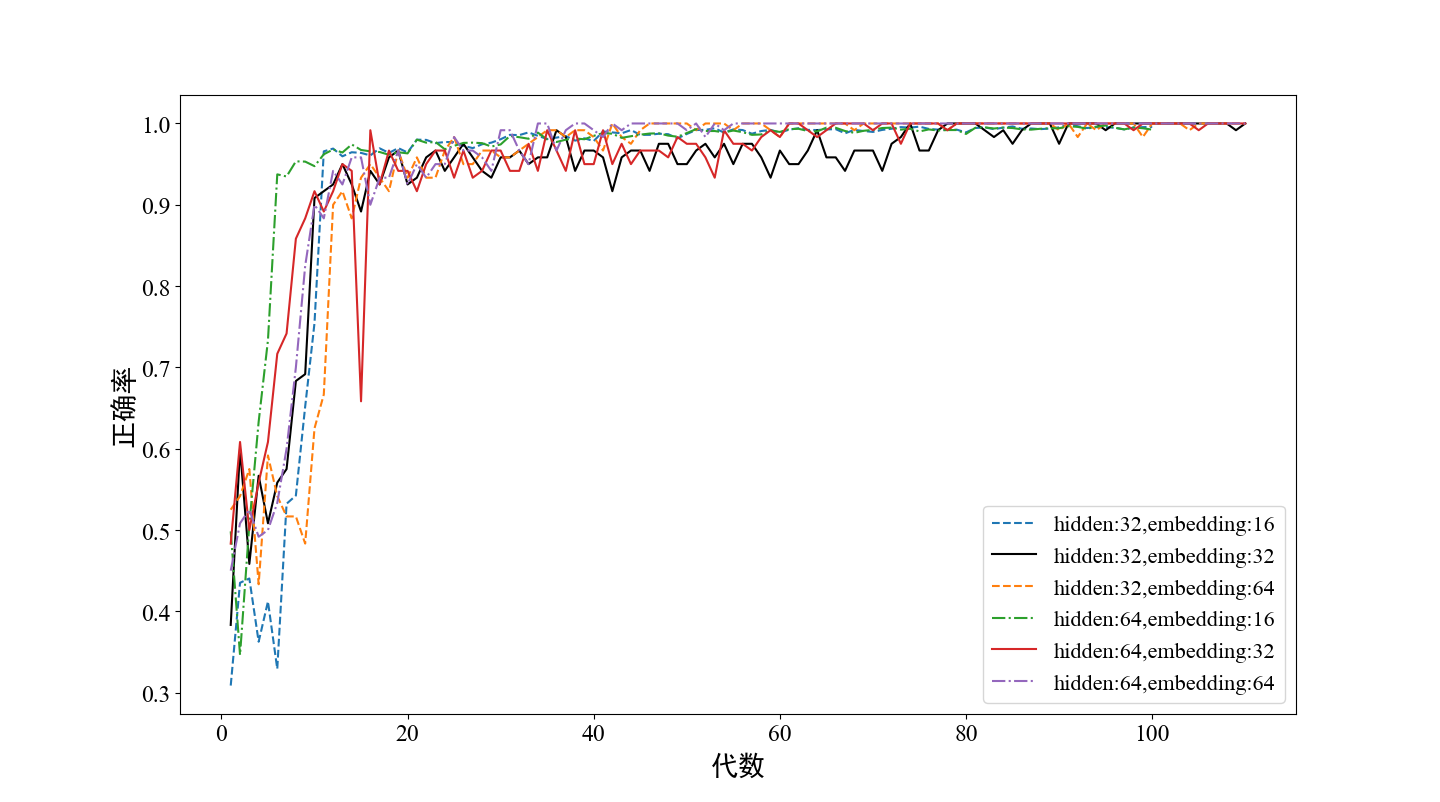 1.0
0.9
0.8
0.7
0.6
0.5
0.4
0.3
正确率
0
20
40
60
80
100
代数
hidden:32,embedding:16
hidden:32,embedding:32
hidden:32,embedding:64
hidden:64,embedding:16
hidden:64,embedding:32
hidden:64,embedding:64